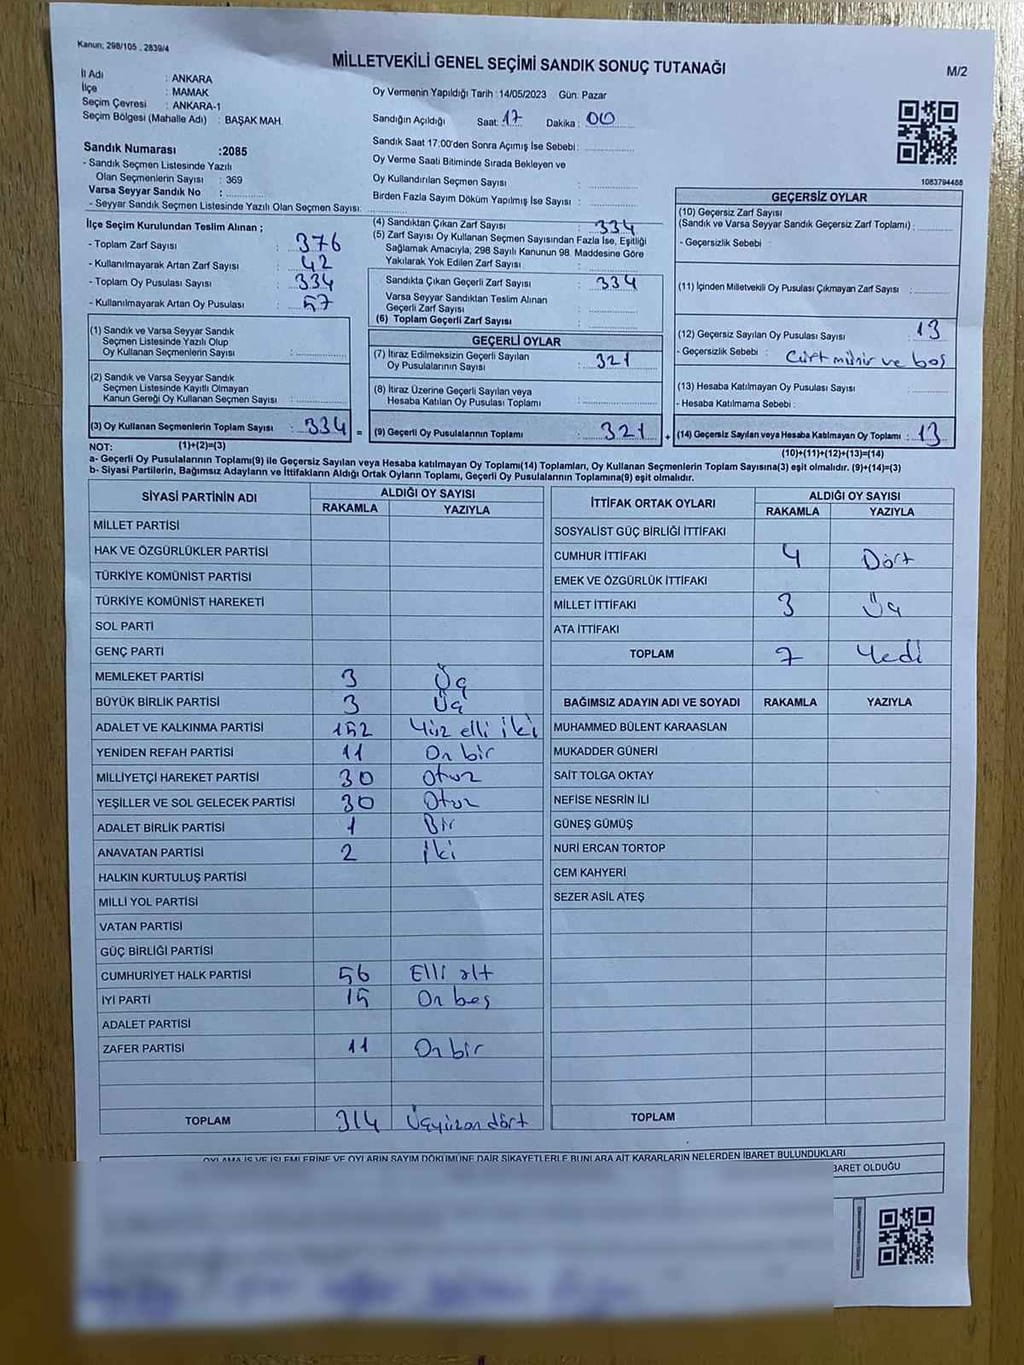 Kanun; 298/105 , 2839/4
MİLLETVEKİLİ GENEL SEÇİMİ SANDIK SONUÇ TUTANAĞI
M/2
İl Adı : ANKARA
İlçe : MAMAK
Seçim Çevresi : ANKARA-1
Seçim Bölgesi (Mahalle Adı) : BAŞAK MAH.
Oy Vermenin Yapıldığı Tarih :14/05/2023 Gün: Pazar
Sandığın Açıldığı Saat: 17 Dakika : 00
Sandık Saat 17:00'den Sonra Açımış İse Sebebi :
Oy Verme Saati Bitiminde Sırada Bekleyen ve
Oy Kullandırılan Seçmen Sayısı :
Birden Fazla Sayım Döküm Yapılmış İse Sayısı :
1083794488
Sandık Numarası :2085
- Sandık Seçmen Listesinde Yazılı
Olan Seçmenlerin Sayısı : 369
Varsa Seyyar Sandık No :
- Seyyar Sandık Seçmen Listesinde Yazılı Olan Seçmen Sayısı:
İlçe Seçim Kurulundan Teslim Alınan ;
- Toplam Zarf Sayısı : 376
- Kullanılmayarak Artan Zarf Sayısı : 42
- Toplam Oy Pusulası Sayısı : 334
- Kullanılmayarak Artan Oy Pusulası : 57
(4) Sandıktan Çıkan Zarf Sayısı : 334
(5) Zarf Sayısı Oy Kullanan Seçmen Sayısından Fazla İse, Eşitliği
Sağlamak Amacıyla, 298 Sayılı Kanunun 98. Maddesine Göre
Yakılarak Yok Edilen Zarf Sayısı :
Sandıkta Çıkan Geçerli Zarf Sayısı : 334
Varsa Seyyar Sandıktan Teslim Alınan
Geçerli Zarf Sayısı :
(6) Toplam Geçerli Zarf Sayısı :
GEÇERSİZ OYLAR
(10) Geçersiz Zarf Sayısı
(Sandık ve Varsa Seyyar Sandık Geçersiz Zarf Toplamı) :
- Geçersizlik Sebebi :
(11) İçinden Milletvekili Oy Pusulası Çıkmayan Zarf Sayısı :
(12) Geçersiz Sayılan Oy Pusulası Sayısı : 13
- Geçersizlik Sebebi : Çift mühür ve boş
(13) Hesaba Katılmayan Oy Pusulası Sayısı :
- Hesaba Katılmama Sebebi :
(14) Geçersiz Sayılan veya Hesaba Katılmayan Oy Toplamı : 13
(10)+(11)+(12)+(13)=(14)
(1) Sandık ve Varsa Seyyar Sandık
Seçmen Listesinde Yazılı Olup
Oy Kullanan Seçmenlerin Sayısı :
(2) Sandık ve Varsa Seyyar Sandık
Seçmen Listesinde Kayıtlı Olmayan
Kanun Gereği Oy Kullanan Seçmen Sayısı :
(3) Oy Kullanan Seçmenlerin Toplam Sayısı : 334 =
(1)+(2)=(3)
GEÇERLİ OYLAR
(7) İtiraz Edilmeksizin Geçerli Sayılan
Oy Pusulalarının Sayısı : 321
(8) İtiraz Üzerine Geçerli Sayılan veya
Hesaba Katılan Oy Pusulası Toplamı :
(9) Geçerli Oy Pusulalarının Toplamı : 321 +
NOT:
a- Geçerli Oy Pusulalarının Toplamı(9) ile Geçersiz Sayılan veya Hesaba katılmayan Oy Toplamı(14) Toplamları, Oy Kullanan Seçmenlerin Toplam Sayısına(3) eşit olmalıdır. (9)+(14)=(3)
b- Siyasi Partilerin, Bağımsız Adayların ve İttifakların Aldığı Ortak Oyların Toplamı, Geçerli Oy Pusulalarının Toplamına(9) eşit olmalıdır.
SİYASİ PARTİNİN ADI ALDIĞI OY SAYISI
RAKAMLA YAZIYLA
MİLLET PARTİSİ
HAK VE ÖZGÜRLÜKLER PARTİSİ
TÜRKİYE KOMÜNİST PARTİSİ
TÜRKİYE KOMÜNİST HAREKETİ
SOL PARTİ
GENÇ PARTİ
MEMLEKET PARTİSİ 3 Üç
BÜYÜK BİRLİK PARTİSİ 3 Üç
ADALET VE KALKINMA PARTİSİ 152 Yüz elli iki
YENİDEN REFAH PARTİSİ 11 On bir
MİLLİYETÇİ HAREKET PARTİSİ 30 Otuz
YEŞİLLER VE SOL GELECEK PARTİSİ 30 Otuz
ADALET BİRLİK PARTİSİ 1 Bir
ANAVATAN PARTİSİ 2 İki
HALKIN KURTULUŞ PARTİSİ
MİLLİ YOL PARTİSİ
VATAN PARTİSİ
GÜÇ BİRLİĞİ PARTİSİ
CUMHURİYET HALK PARTİSİ 56 Elli alt
İYİ PARTİ 15 On beş
ADALET PARTİSİ
ZAFER PARTİSİ 11 On bir
TOPLAM 314 Üçyüzondört
İTTİFAK ORTAK OYLARI ALDIĞI OY SAYISI
RAKAMLA YAZIYLA
SOSYALİST GÜÇ BİRLİĞİ İTTİFAKI
CUMHUR İTTİFAKI 4 Dört
EMEK VE ÖZGÜRLÜK İTTİFAKI
MİLLET İTTİFAKI 3 Üç
ATA İTTİFAKI
TOPLAM 7 Yedi
BAĞIMSIZ ADAYIN ADI VE SOYADI RAKAMLA YAZIYLA
MUHAMMED BÜLENT KARAASLAN
MUKADDER GÜNERİ
SAİT TOLGA OKTAY
NEFİSE NESRİN İLİ
GÜNEŞ GÜMÜŞ
NURİ ERCAN TORTOP
CEM KAHYERİ
SEZER ASİL ATEŞ
TOPLAM
OYLAMA İŞ VE İŞLEMLERİNE VE OYLARIN SAYIM DÖKÜMÜNE DAİR ŞİKAYETLERLE BUNLARA AİT KARARLARIN NELERDEN İBARET BULUNDUKLARI
BARET OLDUĞU